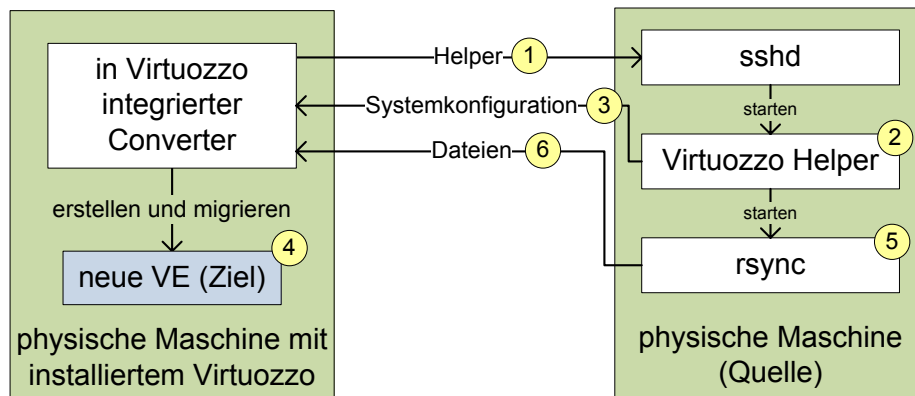 in Virtuozzo
integrierter
Converter
Helper
1
sshd
starten
Systemkonfiguration
3
2
Virtuozzo Helper
Dateien
6
starten
erstellen und migrieren
4
neue VE (Ziel)
5
rsync
physische Maschine mit
installiertem Virtuozzo
physische Maschine
(Quelle)